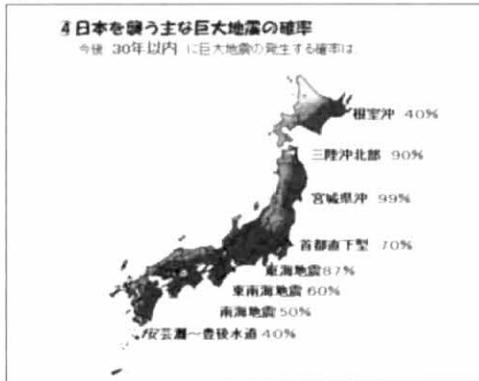 ④日本を襲う主な巨大地震の確率
今後 30年以内 に巨大地震の発生する確率は
根室沖 40%
三陸沖北部 90%
宮城県沖 99%
首都直下型 70%
東海地震87%
東南海地震 60%
南海地震 50%
安芸灘～豊後水道 40%